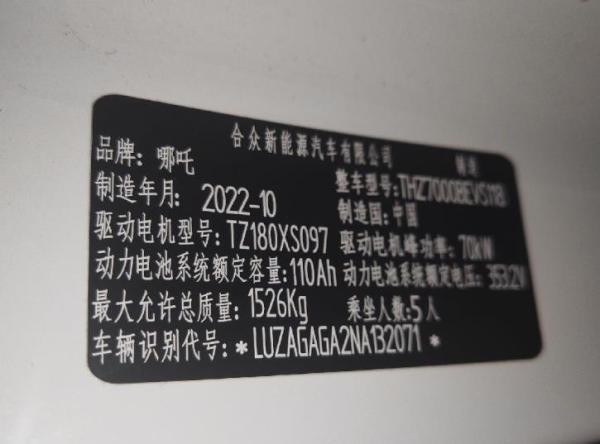 合众新能源汽车有限公司 制造
品牌: 哪吒 整车型号: THZ7000BEVS118
制造年月: 2022-10 制造国: 中国
驱动电机型号: TZ180XS097 驱动电机峰功率: 70kW
动力电池系统额定容量: 110Ah 动力电池系统额定电压: 353.2V
最大允许总质量: 1526Kg 乘坐人数: 5人
车辆识别代号: *LUZAGAGA2NA132071*